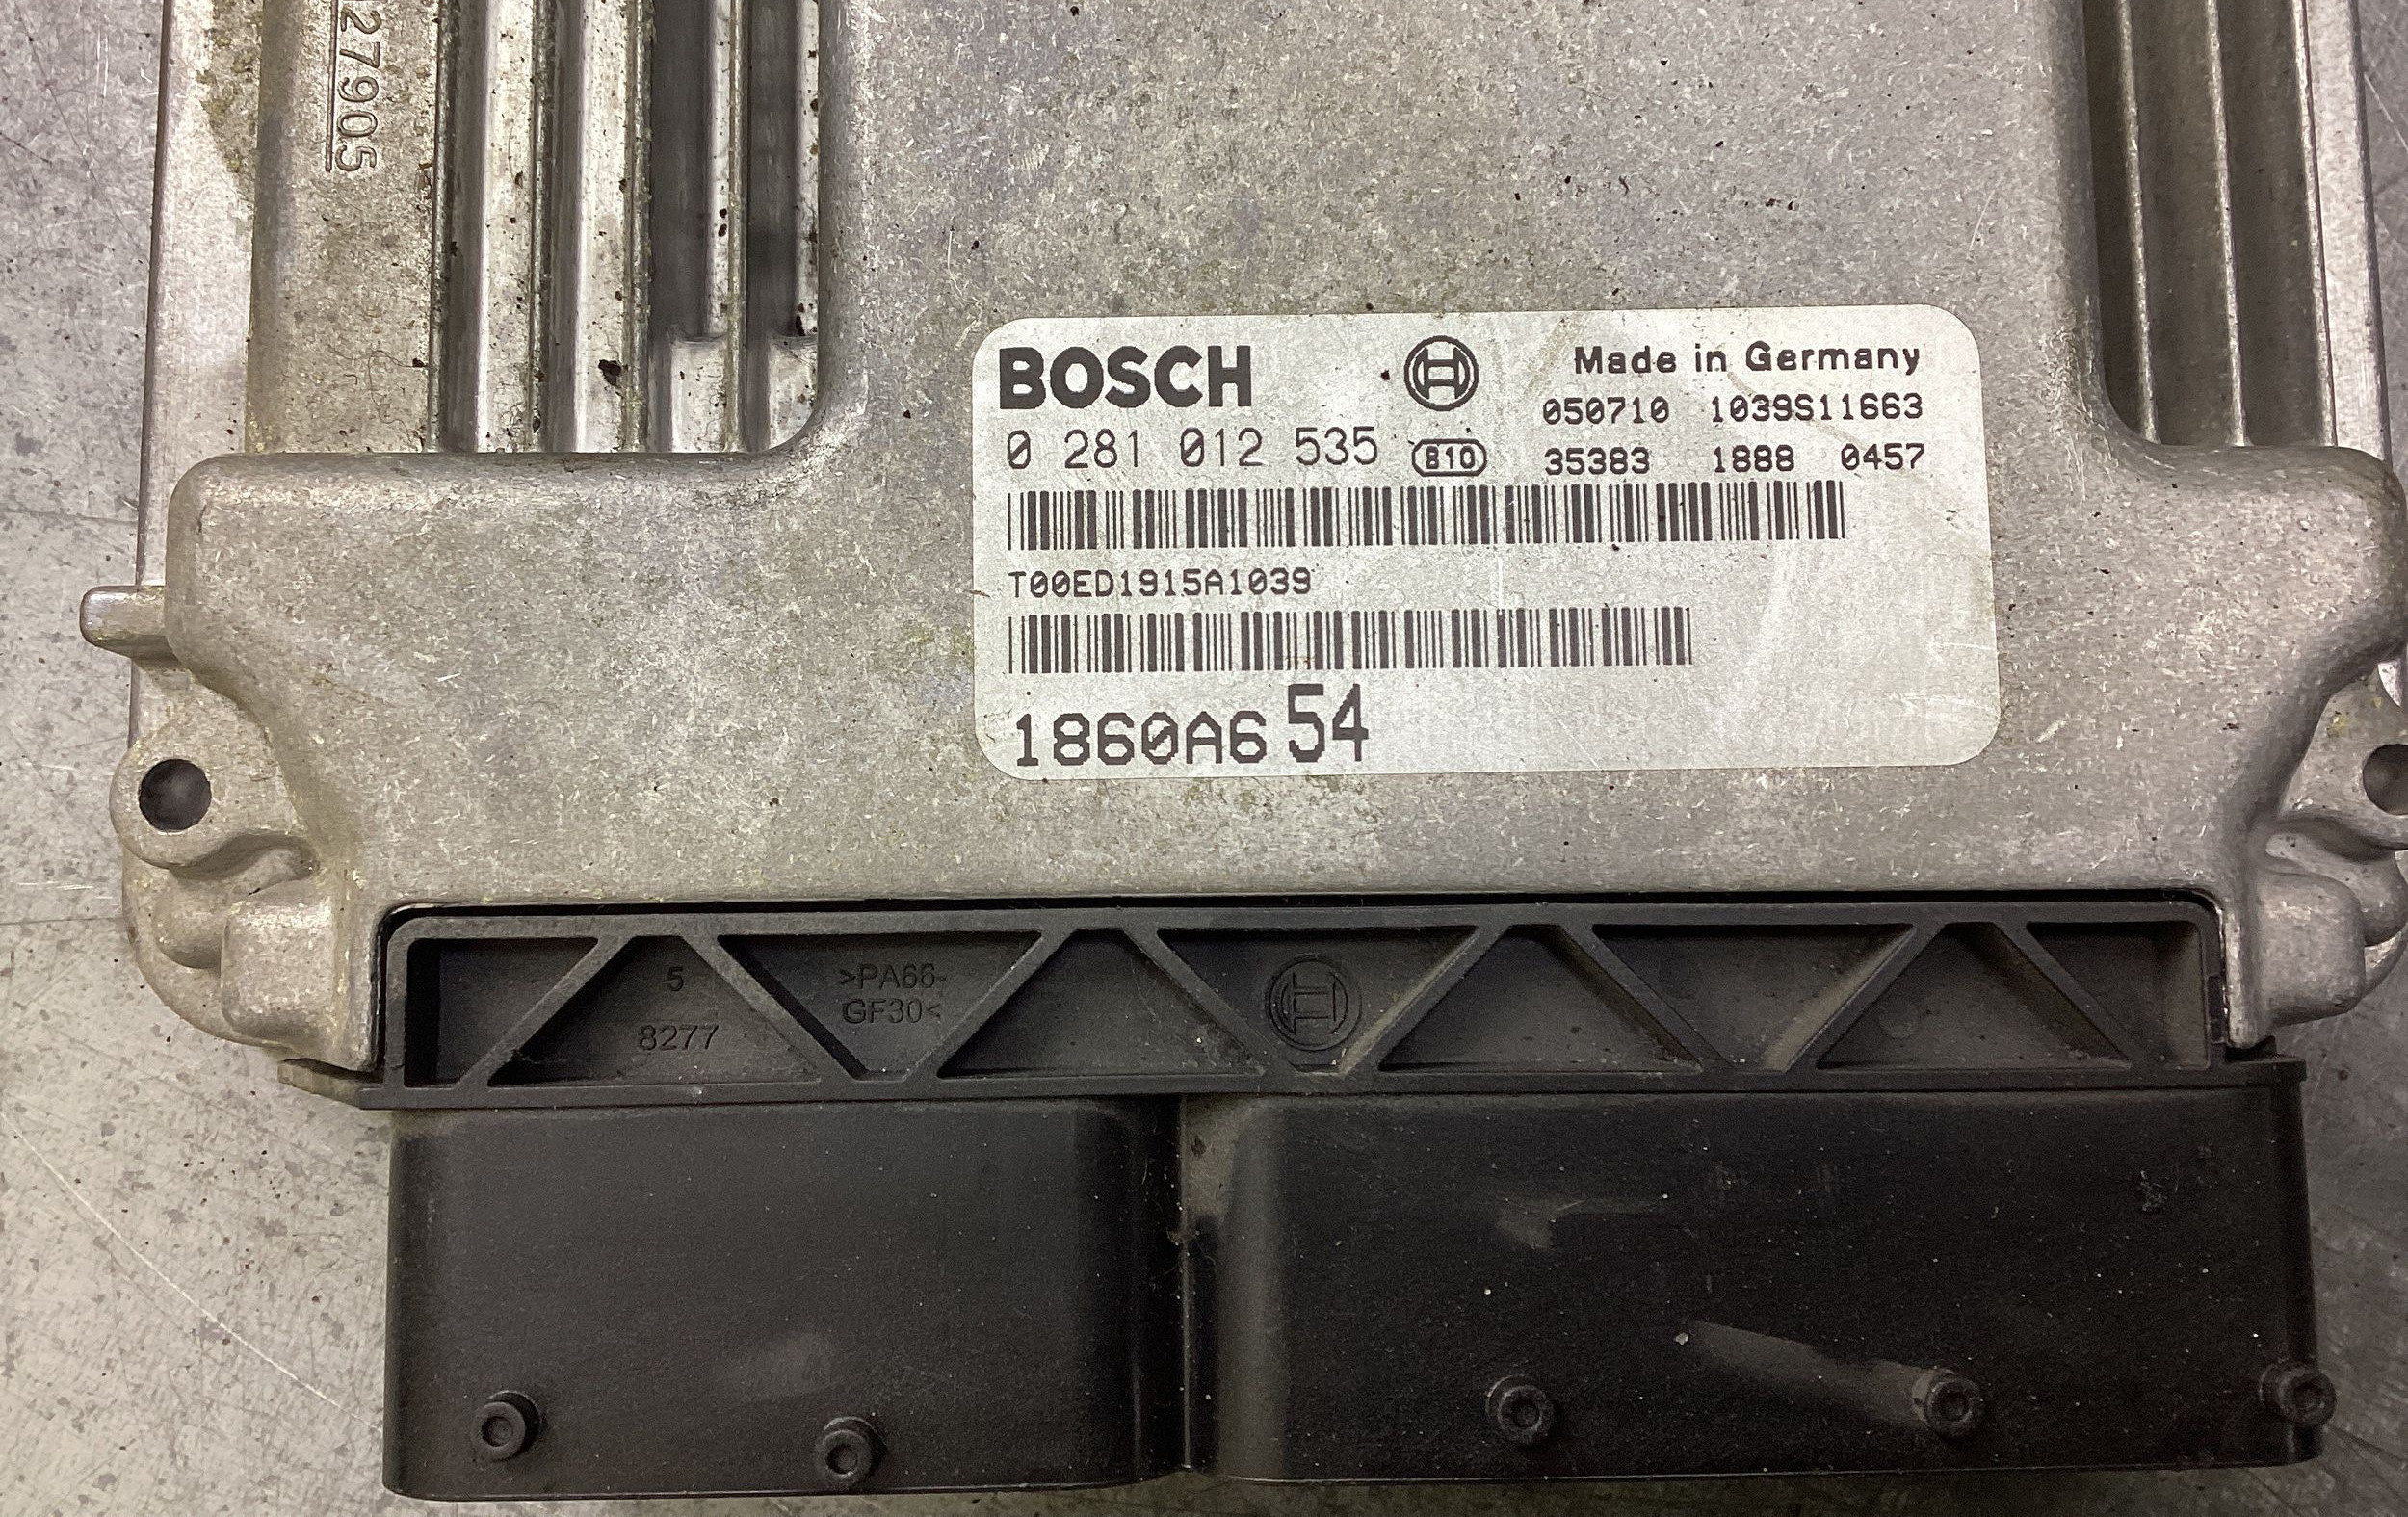 127905
BOSCH
Made in Germany
050710 1039S11663
0 281 012 535
810
35383 1888 0457
T00ED1915A1039
1860A654
5
8277
>PA66-
GF30<